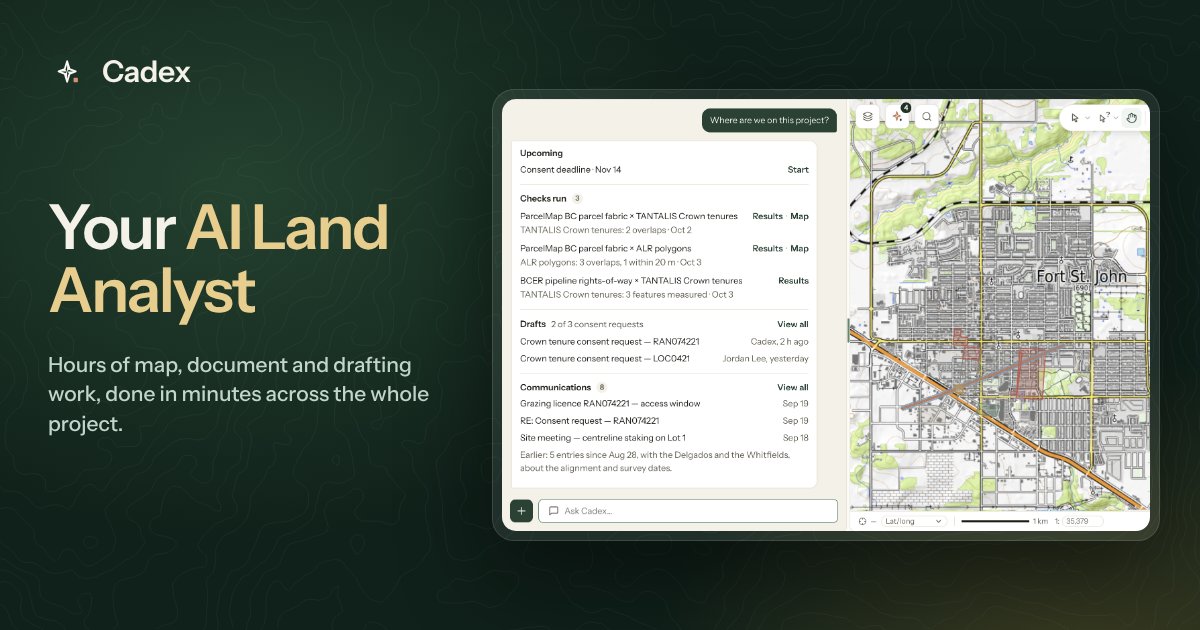 Cadex
Your AI Land
Analyst
Hours of map, document and drafting
work, done in minutes across the whole
project.
Where are we on this project?
Upcoming
Consent deadline · Nov 14 Start
Checks run 3
ParcelMap BC parcel fabric × TANTALIS Crown tenures Results · Map
TANTALIS Crown tenures: 2 overlaps · Oct 2
ParcelMap BC parcel fabric × ALR polygons Results · Map
ALR polygons: 3 overlaps, 1 within 20 m · Oct 3
BCER pipeline rights-of-way × TANTALIS Crown tenures Results
TANTALIS Crown tenures: 3 features measured · Oct 3
Drafts 2 of 3 consent requests View all
Crown tenure consent request — RAN074221 Cadex, 2 h ago
Crown tenure consent request — LOC0421 Jordan Lee, yesterday
Communications 8 View all
Grazing licence RAN074221 — access window Sep 19
RE: Consent request — RAN074221 Sep 19
Site meeting — centreline staking on Lot 1 Sep 18
Earlier: 5 entries since Aug 28, with the Delgados and the Whitfields,
about the alignment and survey dates.
Ask Cadex...
4
?
Fort St. John
(690)
Lat/long 1 km 1: 35,379